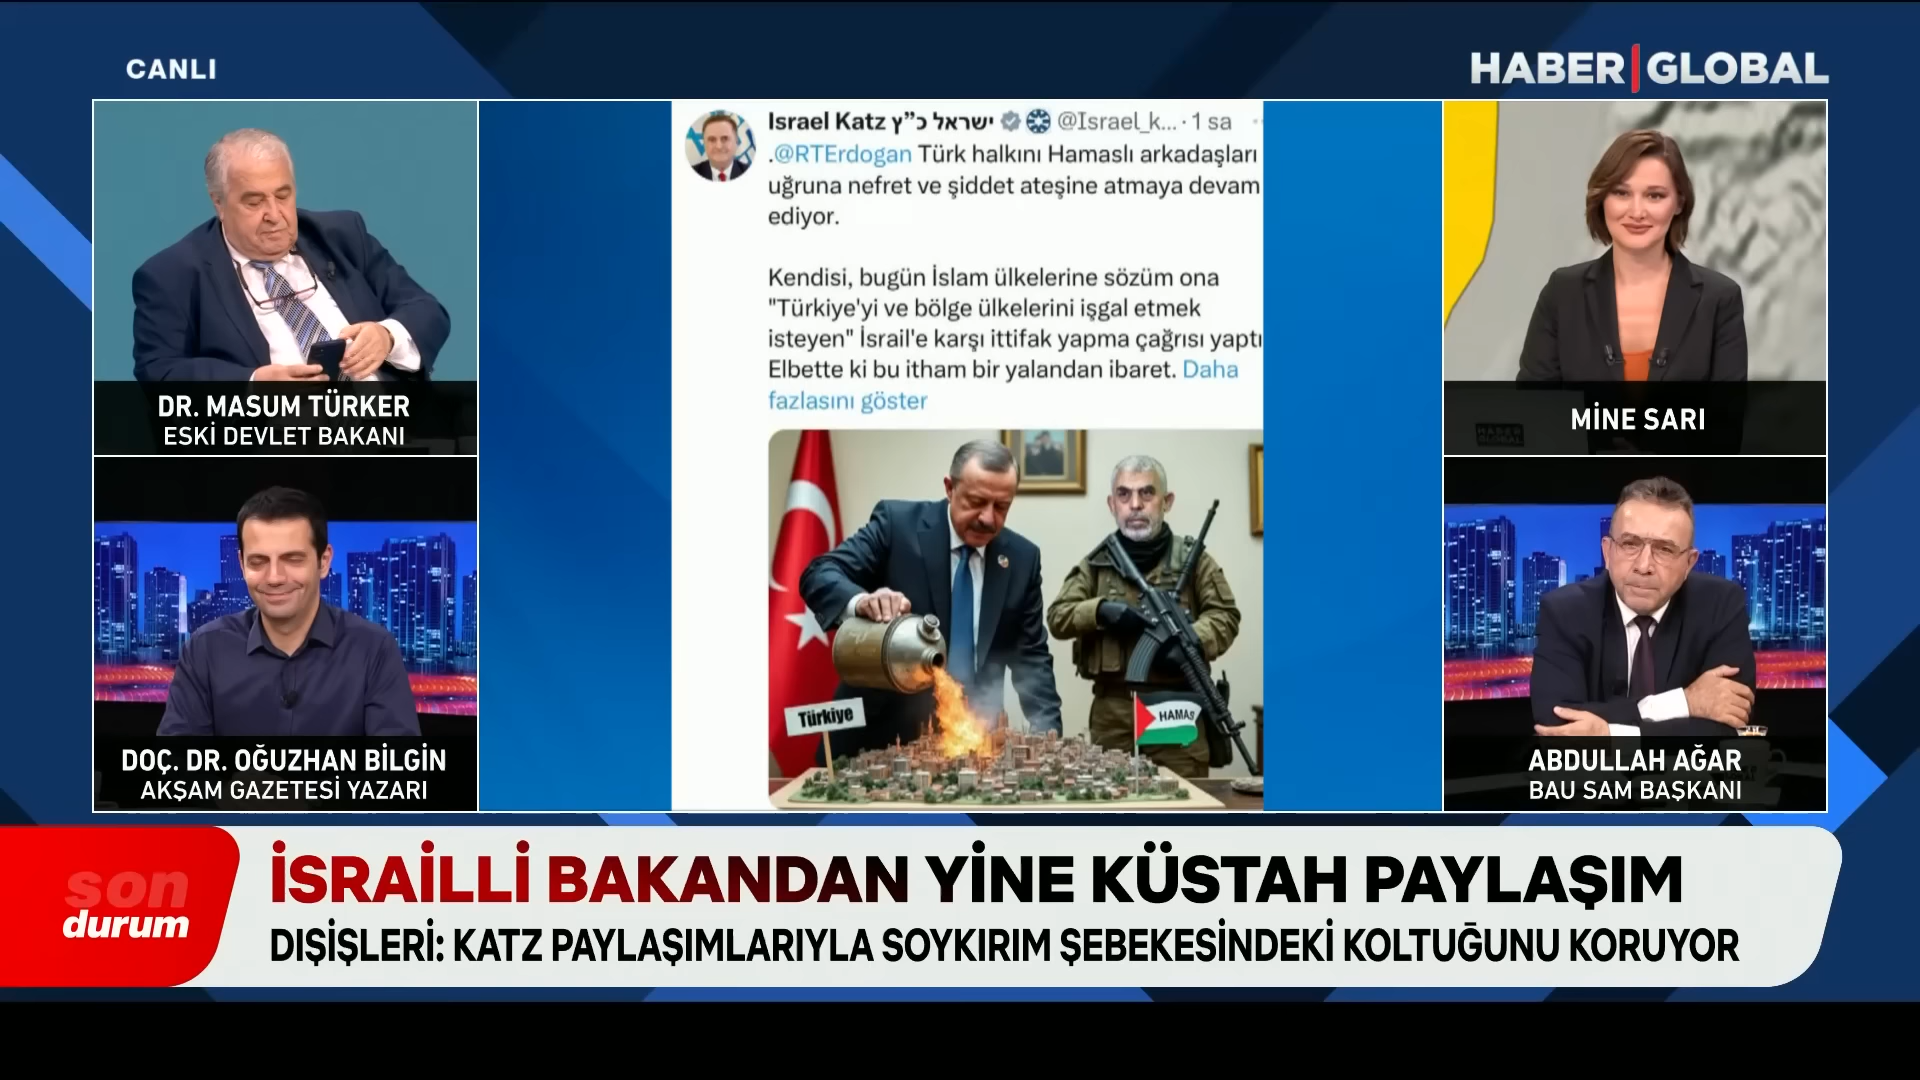 CANLI
HABER GLOBAL
Israel Katz ישראל כ”ץ @Israel_k... · 1 sa
.@RTErdogan Türk halkını Hamaslı arkadaşları
uğruna nefret ve şiddet ateşine atmaya devam
ediyor.
Kendisi, bugün İslam ülkelerine sözüm ona
"Türkiye'yi ve bölge ülkelerini işgal etmek
isteyen" İsrail'e karşı ittifak yapma çağrısı yaptı
Elbette ki bu itham bir yalandan ibaret. Daha
fazlasını göster
Türkiye
HAMAS
DR. MASUM TÜRKER
ESKİ DEVLET BAKANI
MİNE SARI
HABER
GLOBAL
DOÇ. DR. OĞUZHAN BİLGİN
AKŞAM GAZETESİ YAZARI
ABDULLAH AĞAR
BAU SAM BAŞKANI
son
durum
İSRAİLLİ BAKANDAN YİNE KÜSTAH PAYLAŞIM
DIŞİŞLERİ: KATZ PAYLAŞIMLARIYLA SOYKIRIM ŞEBEKESİNDEKİ KOLTUĞUNU KORUYOR